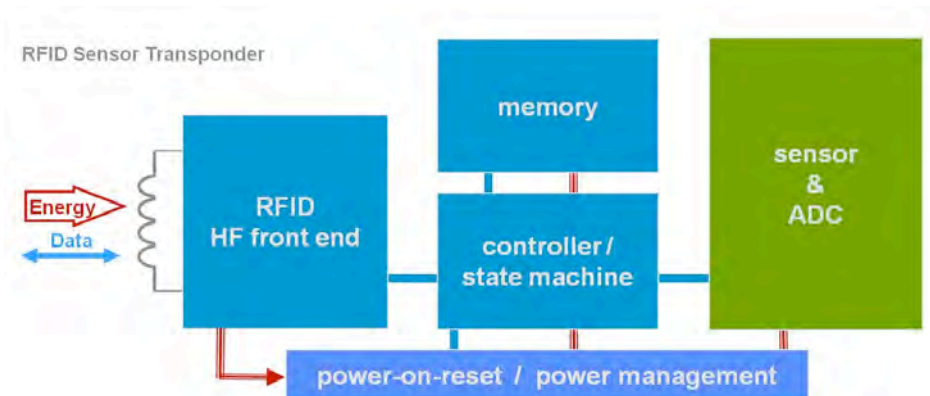 RFID Sensor Transponder
memory
sensor
&
ADC
RFID
HF front end
Energy
Data
controller /
state machine
power-on-reset / power management